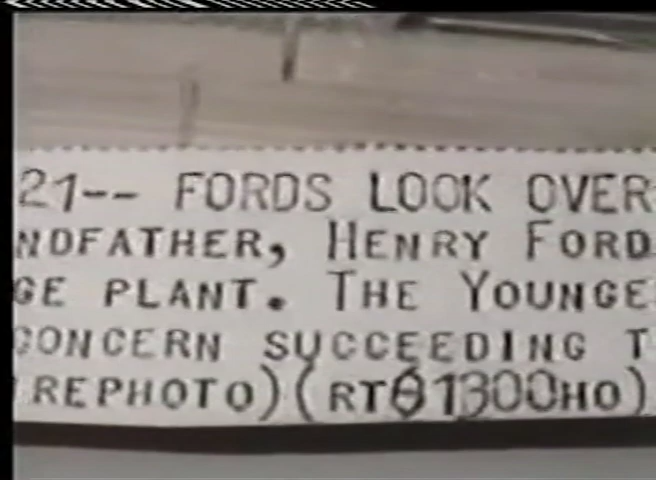 21-- FORDS LOOK OVER
NDFATHER, HENRY FORD
GE PLANT. THE YOUNGE
CONCERN SUCCEEDING T
REPHOTO)(RT01300HO)